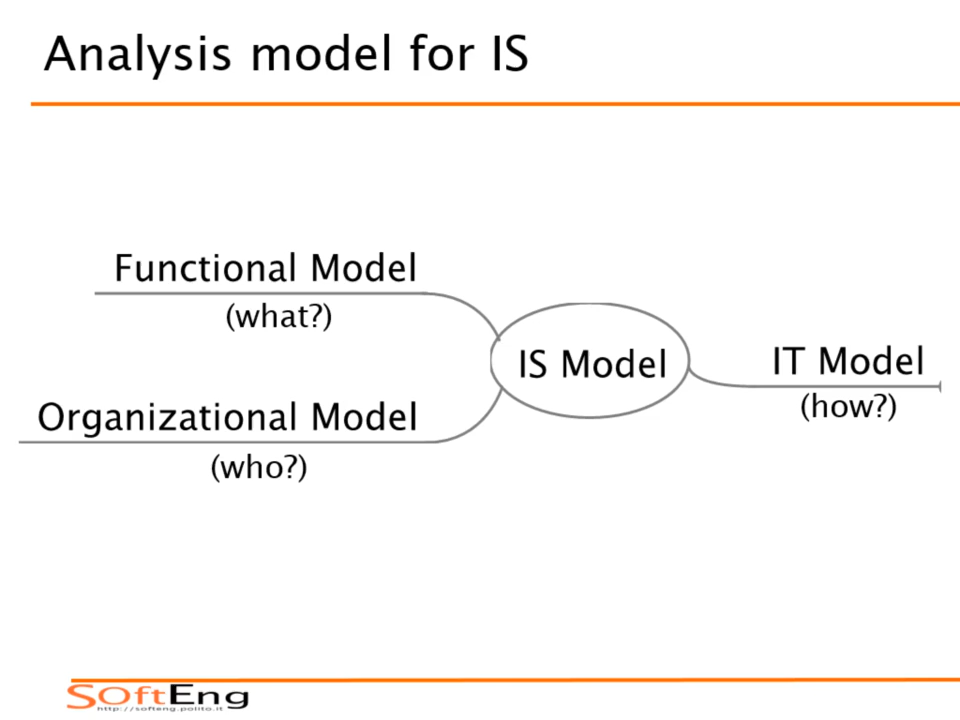 Analysis model for IS
Functional Model
(what?)
IS Model
IT Model
(how?)
Organizational Model
(who?)
SOftEng
http://softeng.polito.it